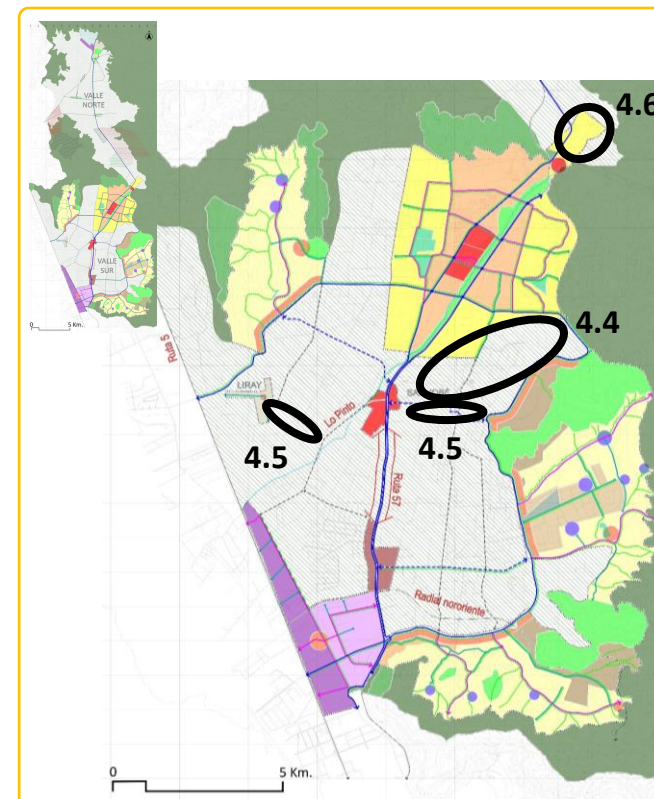 VALLE
NORTE
VALLE
SUR
0 5 Km.
4.6
4.4
Ruta 5
LIRAY
Lo Pinto
4.5
4.5
Ruta 57
Radial nororiente
0 5 Km.